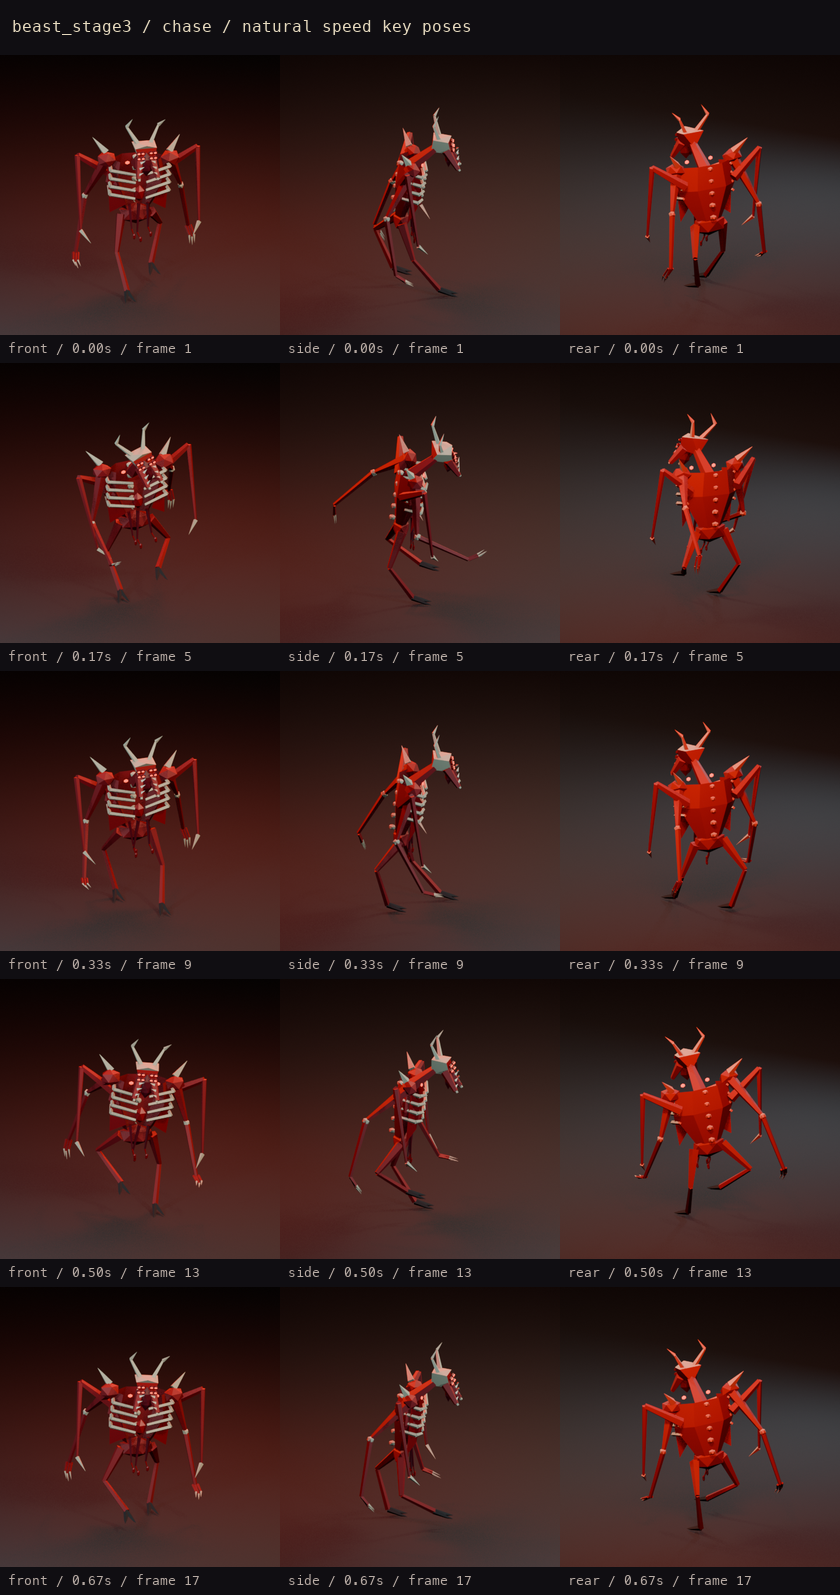 beast_stage3 / chase / natural speed key poses
front / 0.00s / frame 1
side / 0.00s / frame 1
rear / 0.00s / frame 1
front / 0.17s / frame 5
side / 0.17s / frame 5
rear / 0.17s / frame 5
front / 0.33s / frame 9
side / 0.33s / frame 9
rear / 0.33s / frame 9
front / 0.50s / frame 13
side / 0.50s / frame 13
rear / 0.50s / frame 13
front / 0.67s / frame 17
side / 0.67s / frame 17
rear / 0.67s / frame 17